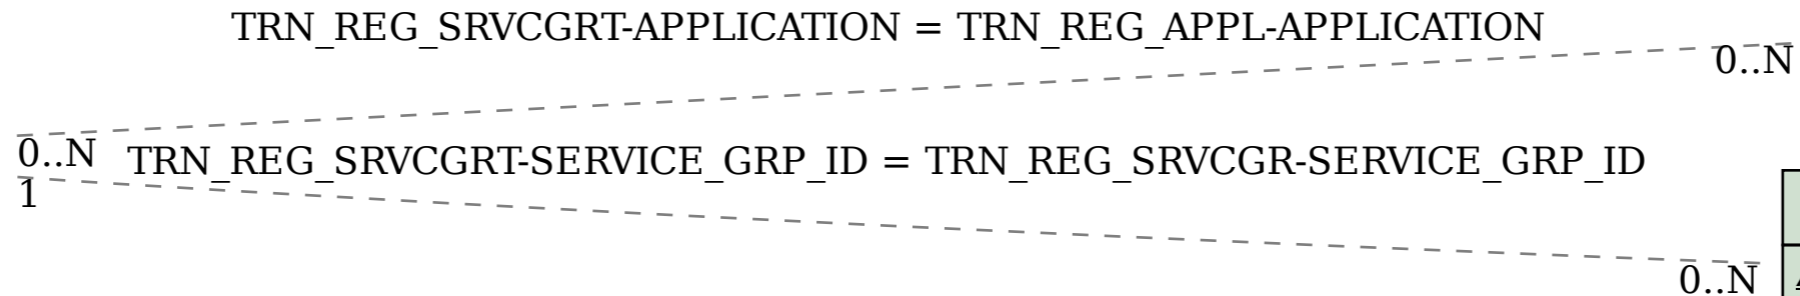 TRN_REG_SRVCGRT-APPLICATION = TRN_REG_APPL-APPLICATION
0..N
0..N
TRN_REG_SRVCGRT-SERVICE_GRP_ID = TRN_REG_SRVCGR-SERVICE_GRP_ID
1
0..N